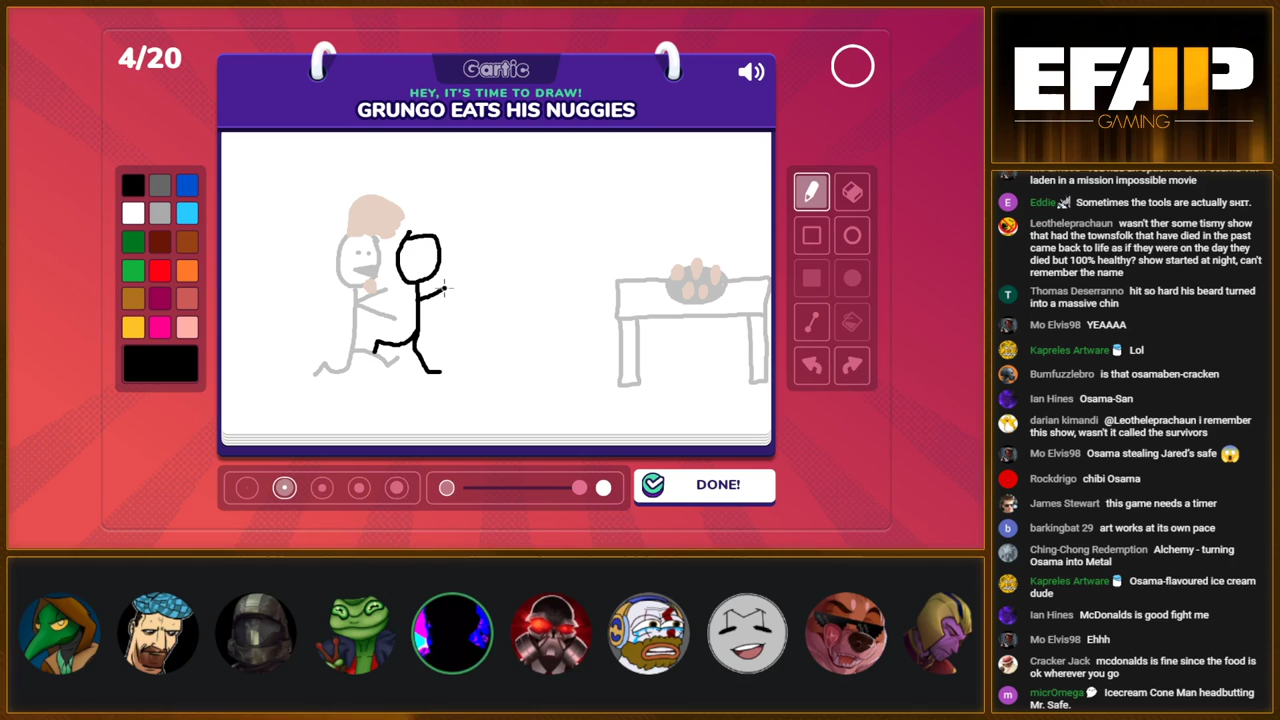 4/20
Gartic
HEY, IT'S TIME TO DRAW!
GRUNGO EATS HIS NUGGIES
DONE!
EFAP
GAMING
laden in a mission impossible movie
E Eddie Sometimes the tools are actually sʜɪᴛ.
Leotheleprachaun wasn't ther some tismy show
that had the townsfolk that have died in the past
came back to life as if they were on the day they
died but 100% healthy? show started at night, can't
remember the name
T Thomas Deserranno hit so hard his beard turned
into a massive chin
Mo Elvis98 YEAAAA
Kapreles Artware Lol
Bumfuzzlebro is that osamaben-cracken
Ian Hines Osama-San
darian kimandi @Leotheleprachaun i remember
this show, wasn't it called the survivors
Mo Elvis98 Osama stealing Jared's safe 😱
Rockdrigo chibi Osama
James Stewart this game needs a timer
b barkingbat 29 art works at its own pace
Ching-Chong Redemption Alchemy - turning
Osama into Metal
Kapreles Artware Osama-flavoured ice cream
dude
Ian Hines McDonalds is good fight me
Mo Elvis98 Ehhh
Cracker Jack mcdonalds is fine since the food is
ok wherever you go
m micrOmega Icecream Cone Man headbutting
Mr. Safe.